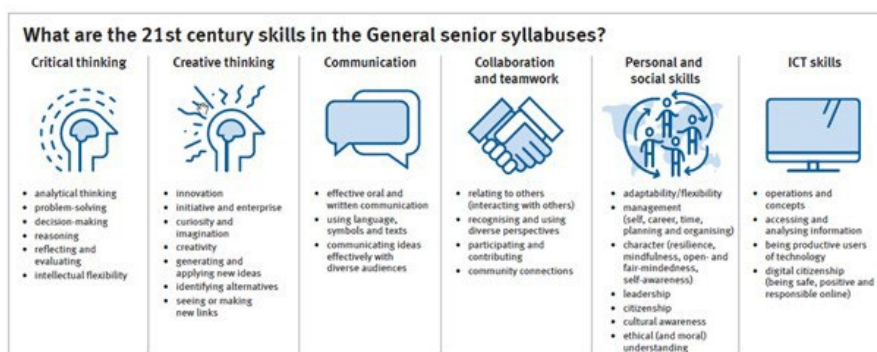 What are the 21st century skills in the General senior syllabuses?
Critical thinking
• analytical thinking
• problem-solving
• decision-making
• reasoning
• reflecting and
evaluating
• intellectual flexibility
Creative thinking
• innovation
• initiative and enterprise
• curiosity and
imagination
• creativity
• generating and
applying new ideas
• identifying alternatives
• seeing or making
new links
Communication
• effective oral and
written communication
• using language,
symbols and texts
• communicating ideas
effectively with
diverse audiences
Collaboration
and teamwork
• relating to others
(interacting with others)
• recognising and using
diverse perspectives
• participating and
contributing
• community connections
Personal and
social skills
• adaptability/flexibility
• management
(self, career, time,
planning and organising)
• character (resilience,
mindfulness, open- and
fair-mindedness,
self-awareness)
• leadership
• citizenship
• cultural awareness
• ethical (and moral)
understanding
ICT skills
• operations and
concepts
• accessing and
analysing information
• being productive users
of technology
• digital citizenship
(being safe, positive and
responsible online)